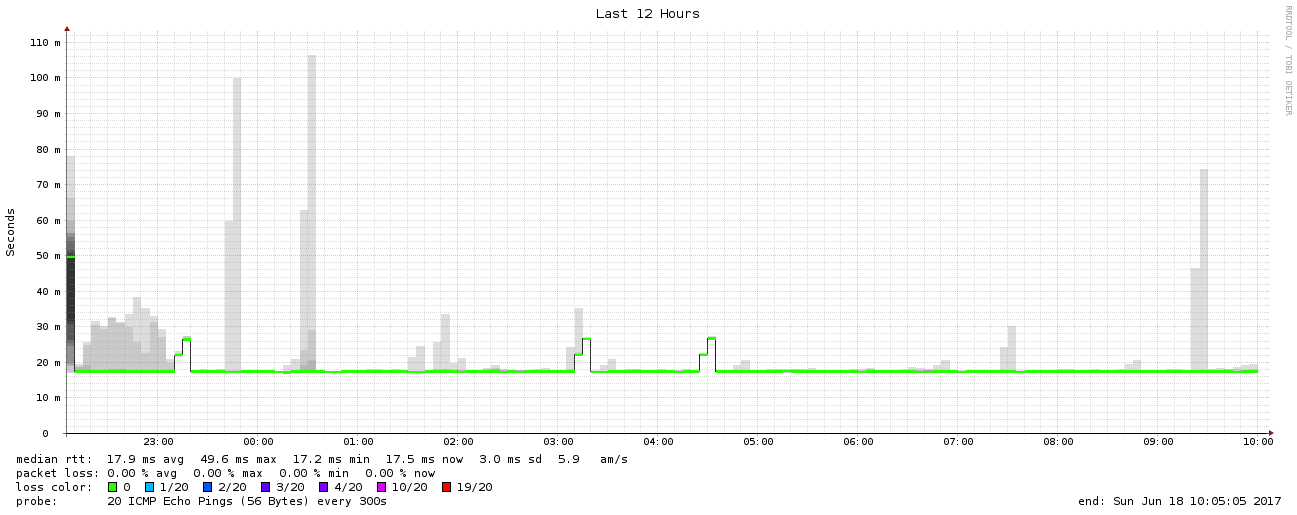 Last 12 Hours
RRDTOOL / TOBI OETIKER
Seconds
110 m
100 m
90 m
80 m
70 m
60 m
50 m
40 m
30 m
20 m
10 m
0
23:00 00:00 01:00 02:00 03:00 04:00 05:00 06:00 07:00 08:00 09:00 10:00
median rtt: 17.9 ms avg 49.6 ms max 17.2 ms min 17.5 ms now 3.0 ms sd 5.9 am/s
packet loss: 0.00 % avg 0.00 % max 0.00 % min 0.00 % now
loss color: 0 1/20 2/20 3/20 4/20 10/20 19/20
probe: 20 ICMP Echo Pings (56 Bytes) every 300s end: Sun Jun 18 10:05:05 2017